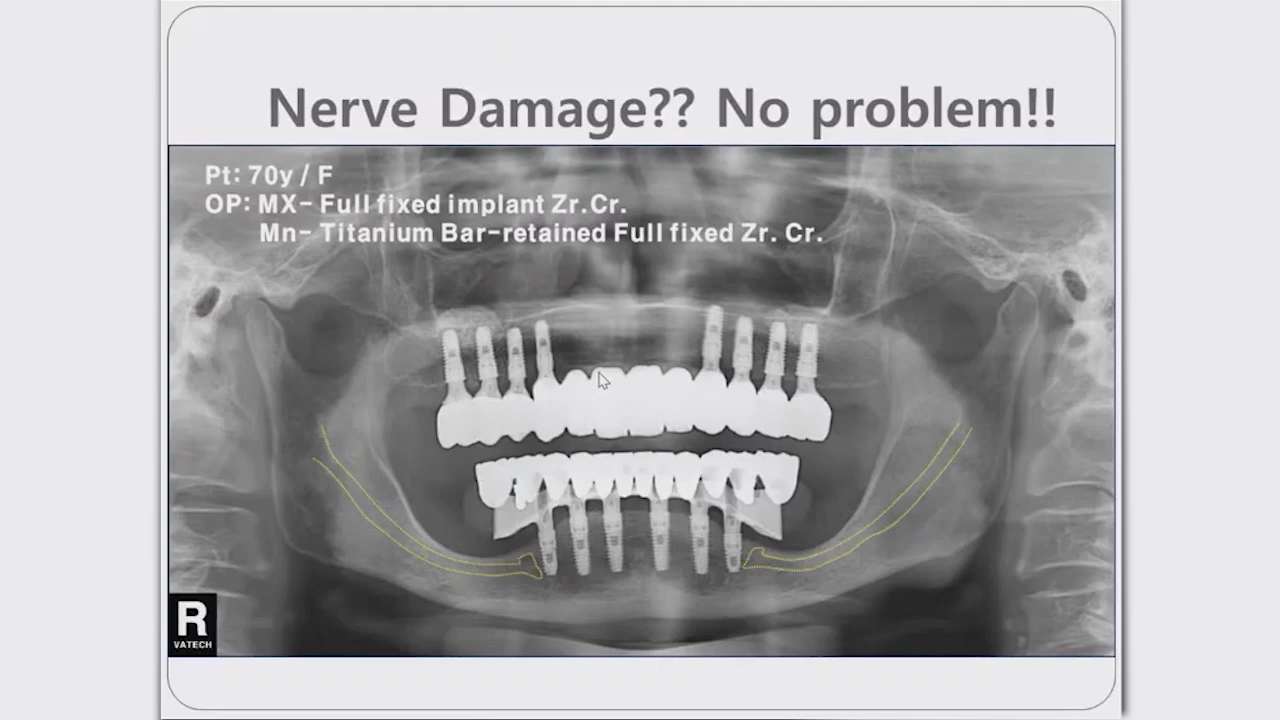 Nerve Damage?? No problem!!
Pt: 70y / F
OP: MX- Full fixed implant Zr.Cr.
Mn- Titanium Bar-retained Full fixed Zr. Cr.
R
VATECH